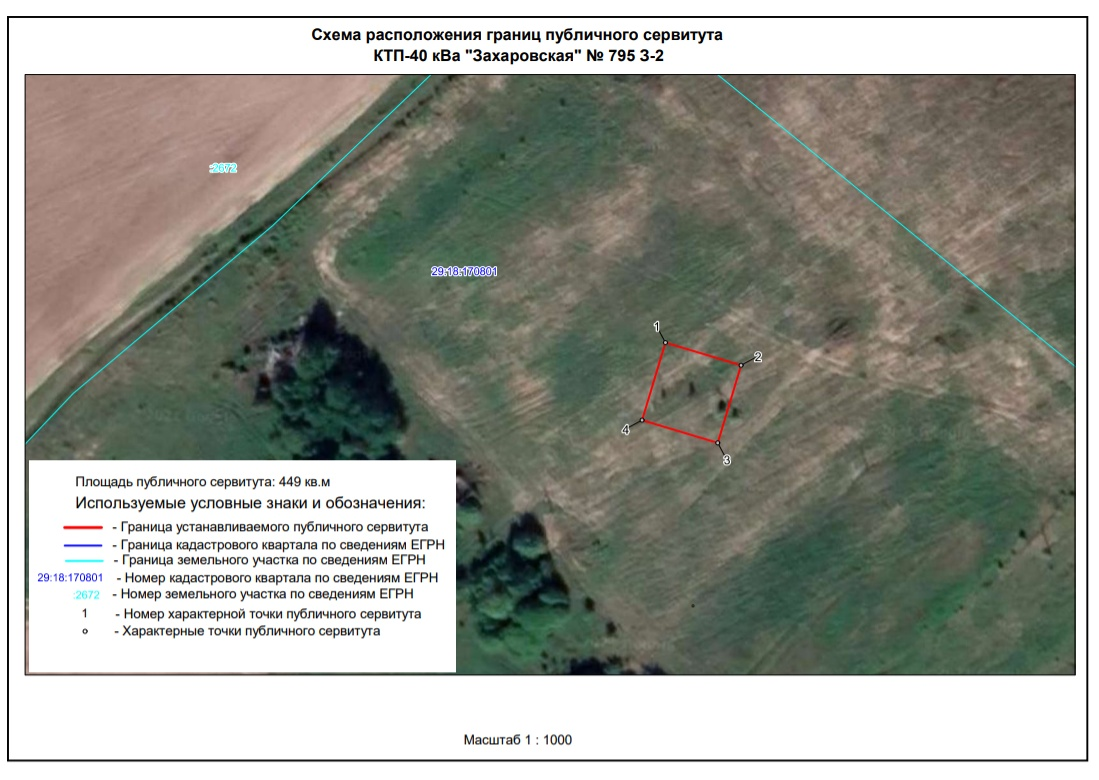 Схема расположения границ публичного сервитута
КТП-40 кВа "Захаровская" № 795 З-2
:2672
29:18:170801
1
2
3
4
Площадь публичного сервитута: 449 кв.м
Используемые условные знаки и обозначения:
- Граница устанавливаемого публичного сервитута
- Граница кадастрового квартала по сведениям ЕГРН
- Граница земельного участка по сведениям ЕГРН
29:18:170801 - Номер кадастрового квартала по сведениям ЕГРН
:2672 - Номер земельного участка по сведениям ЕГРН
1 - Номер характерной точки публичного сервитута
- Характерные точки публичного сервитута
Масштаб 1 : 1000